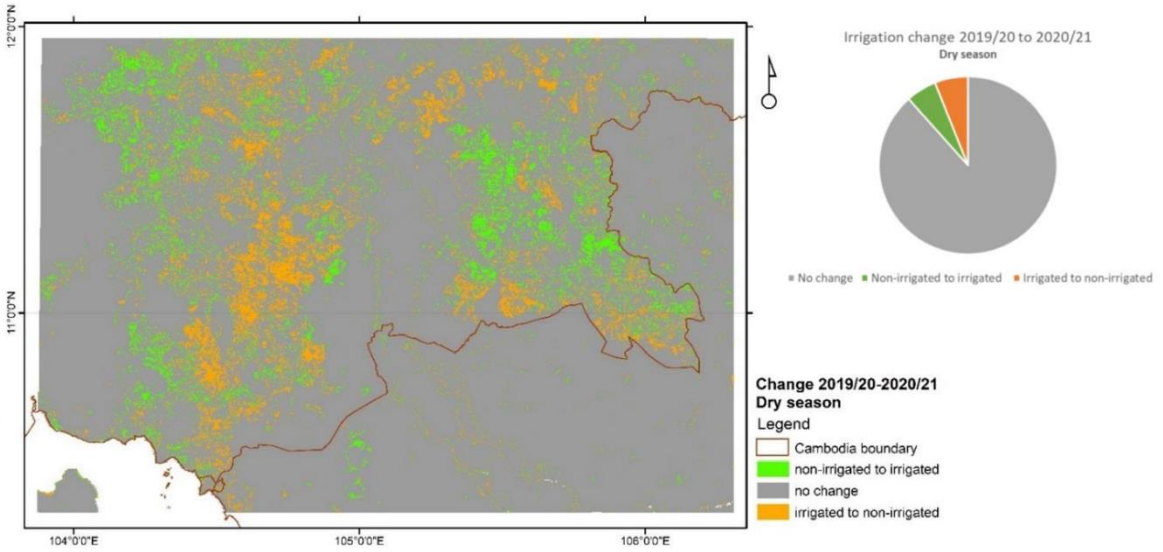 12°0'0"N
11°0'0"N
104°0'0"E
105°0'0"E
106°0'0"E
Irrigation change 2019/20 to 2020/21
Dry season
No change Non-irrigated to irrigated Irrigated to non-irrigated
Change 2019/20-2020/21
Dry season
Legend
Cambodia boundary
non-irrigated to irrigated
no change
irrigated to non-irrigated